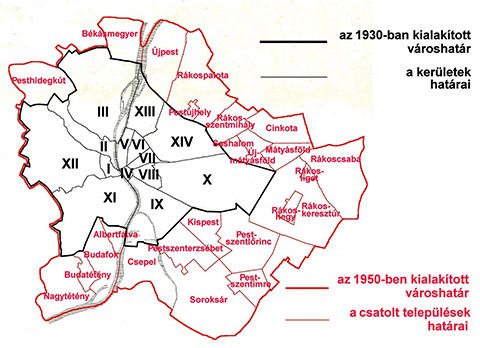 Békásmegyer
Újpest
az 1930-ban kialakított
városhatár
Pesthidegkút
Rákospalota
a kerületek
határai
III
XIII
Pestújhely
Rákos
szentmihály
Cinkota
II
V
VI
XIV
Sashalom
Új-
mátyásföld
Mátyásföld
Rákoscsaba
XII
I
IV
VII
VIII
X
Rákos-
liget
XI
IX
Rákos-
hegy
Rákos-
keresztúr
Albertfalva
Kispest
Pest-
szentlőrinc
Budafok
Pestszenterzsébet
Budatétény
Csepel
Pest-
szentimre
Nagytétény
Soroksár
az 1950-ben kialakított
városhatár
a csatolt települések
határai